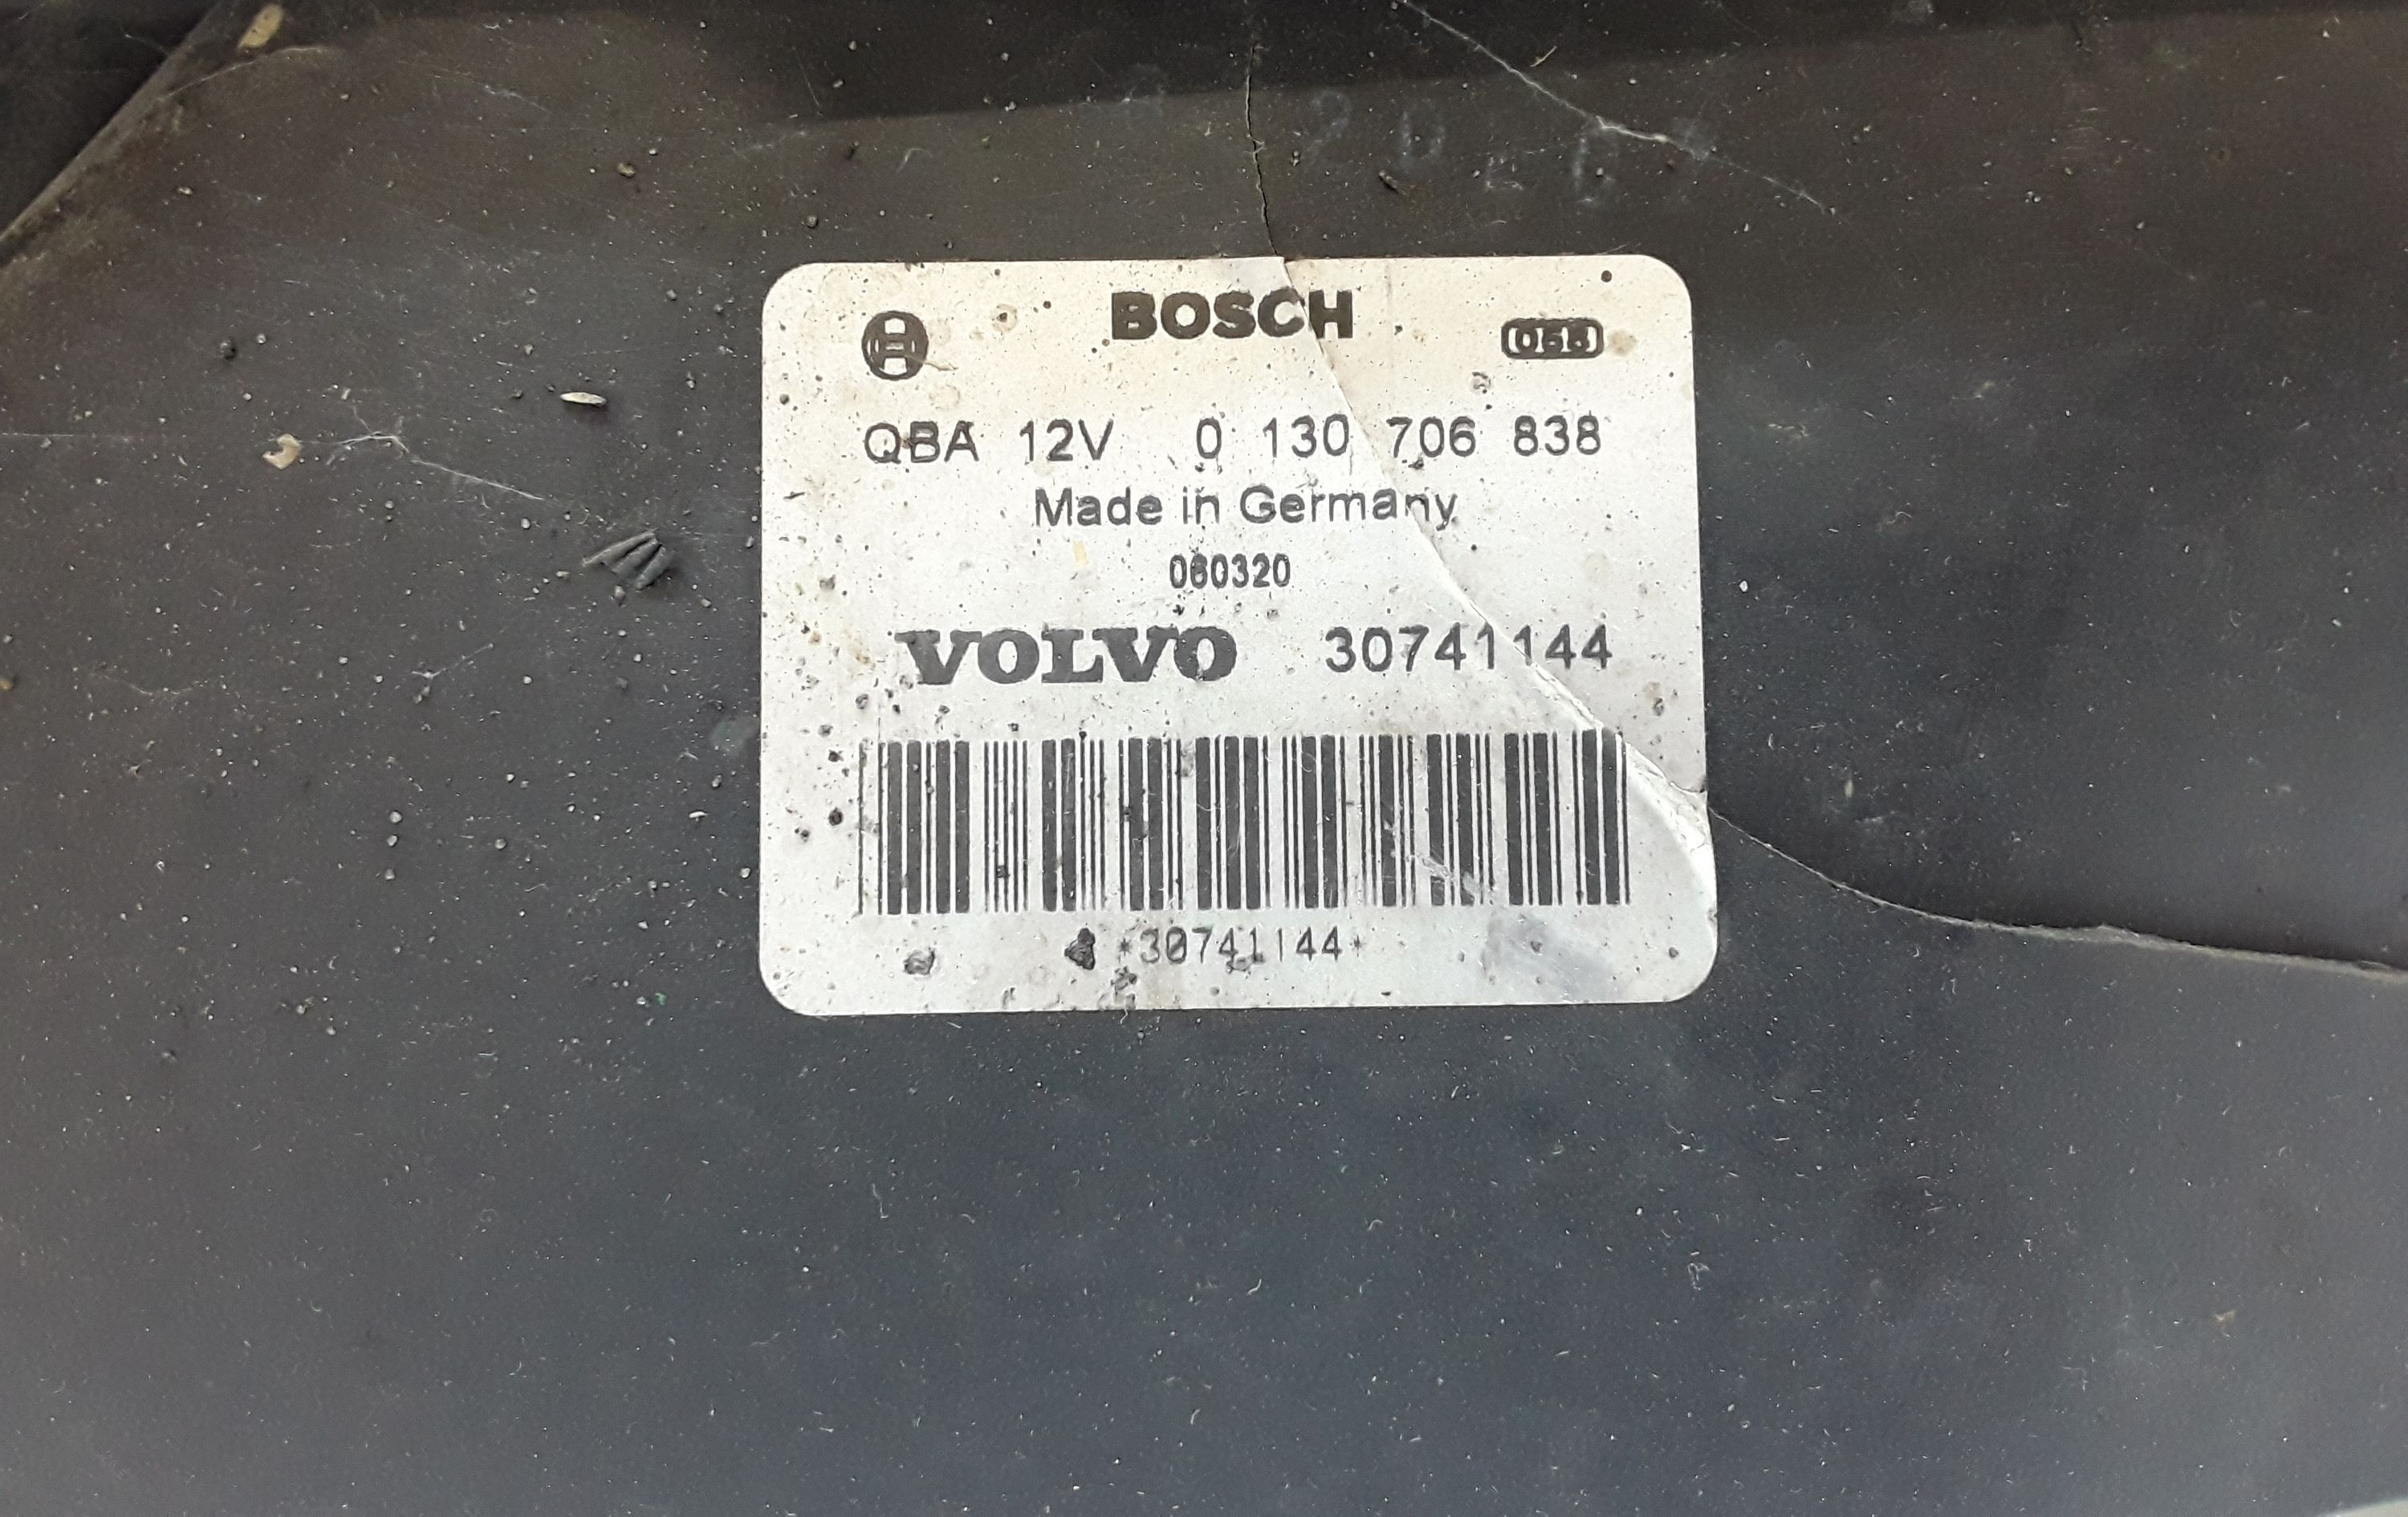 BOSCH
QBA 12V 0 130 706 838
Made in Germany
060320
VOLVO 30741144
*30741144*